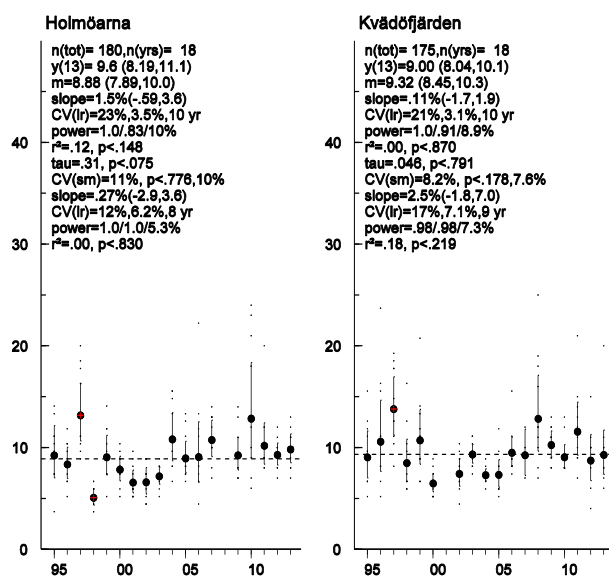 Holmöarna
n(tot)= 180,n(yrs)= 18
y(13)= 9.6 (8.19,11.1)
m=8.88 (7.89,10.0)
slope=1.5%(-.59,3.6)
CV(lr)=23%,3.5%,10 yr
power=1.0/.83/10%
r²=.12, p<.148
tau=.31, p<.075
CV(sm)=11%, p<.776,10%
slope=.27%(-2.9,3.6)
CV(lr)=12%,6.2%,8 yr
power=1.0/1.0/5.3%
r²=.00, p<.830
40
30
20
10
0
95 00 05 10
Kvädöfjärden
n(tot)= 175,n(yrs)= 18
y(13)=9.00 (8.04,10.1)
m=9.32 (8.45,10.3)
slope=.11%(-1.7,1.9)
CV(lr)=21%,3.1%,10 yr
power=1.0/.91/8.9%
r²=.00, p<.870
tau=.046, p<.791
CV(sm)=8.2%, p<.178,7.6%
slope=2.5%(-1.8,7.0)
CV(lr)=17%,7.1%,9 yr
power=.98/.98/7.3%
r²=.18, p<.219
40
30
20
10
0
95 00 05 10